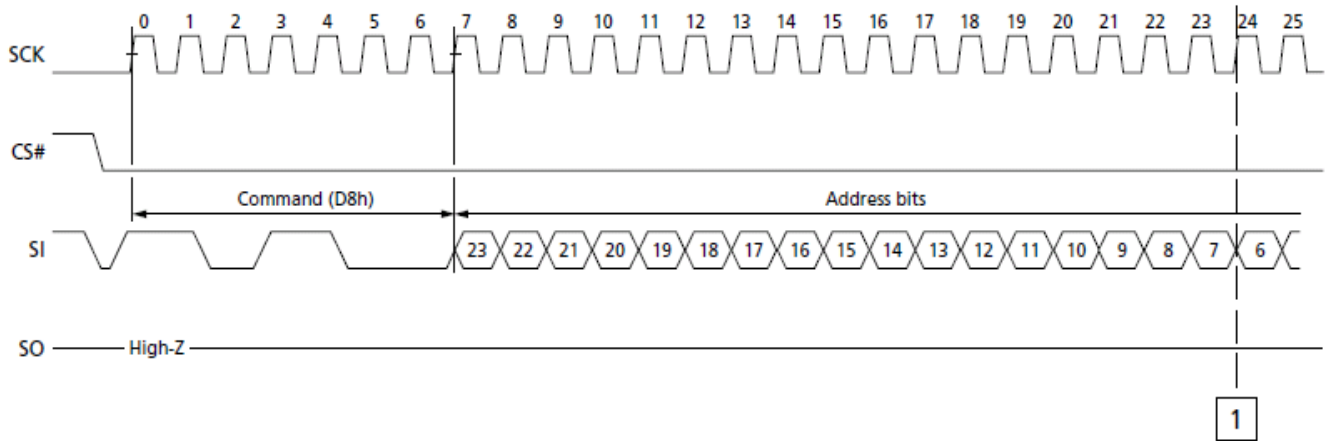 0 1 2 3 4 5 6 7 8 9 10 11 12 13 14 15 16 17 18 19 20 21 22 23 24 25
SCK
CS#
Command (D8h) Address bits
SI 23 22 21 20 19 18 17 16 15 14 13 12 11 10 9 8 7 6
SO High-Z
1